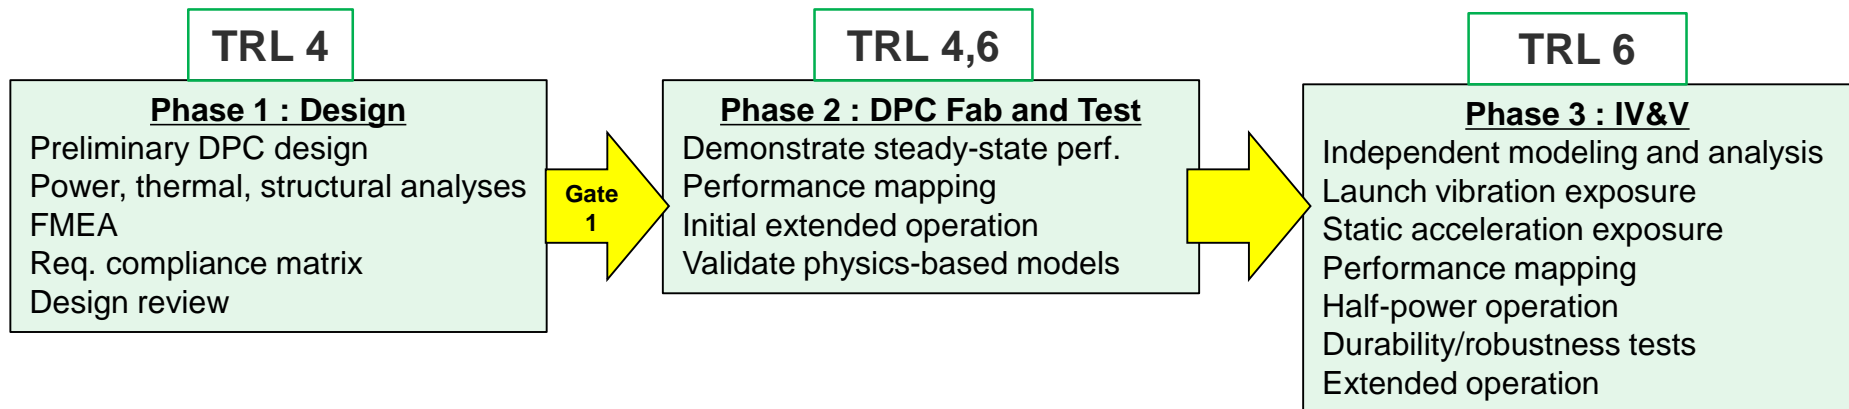 TRL 4
Phase 1 : Design
Preliminary DPC design
Power, thermal, structural analyses
FMEA
Req. compliance matrix
Design review
Gate
1
TRL 4,6
Phase 2 : DPC Fab and Test
Demonstrate steady-state perf.
Performance mapping
Initial extended operation
Validate physics-based models
TRL 6
Phase 3 : IV&V
Independent modeling and analysis
Launch vibration exposure
Static acceleration exposure
Performance mapping
Half-power operation
Durability/robustness tests
Extended operation